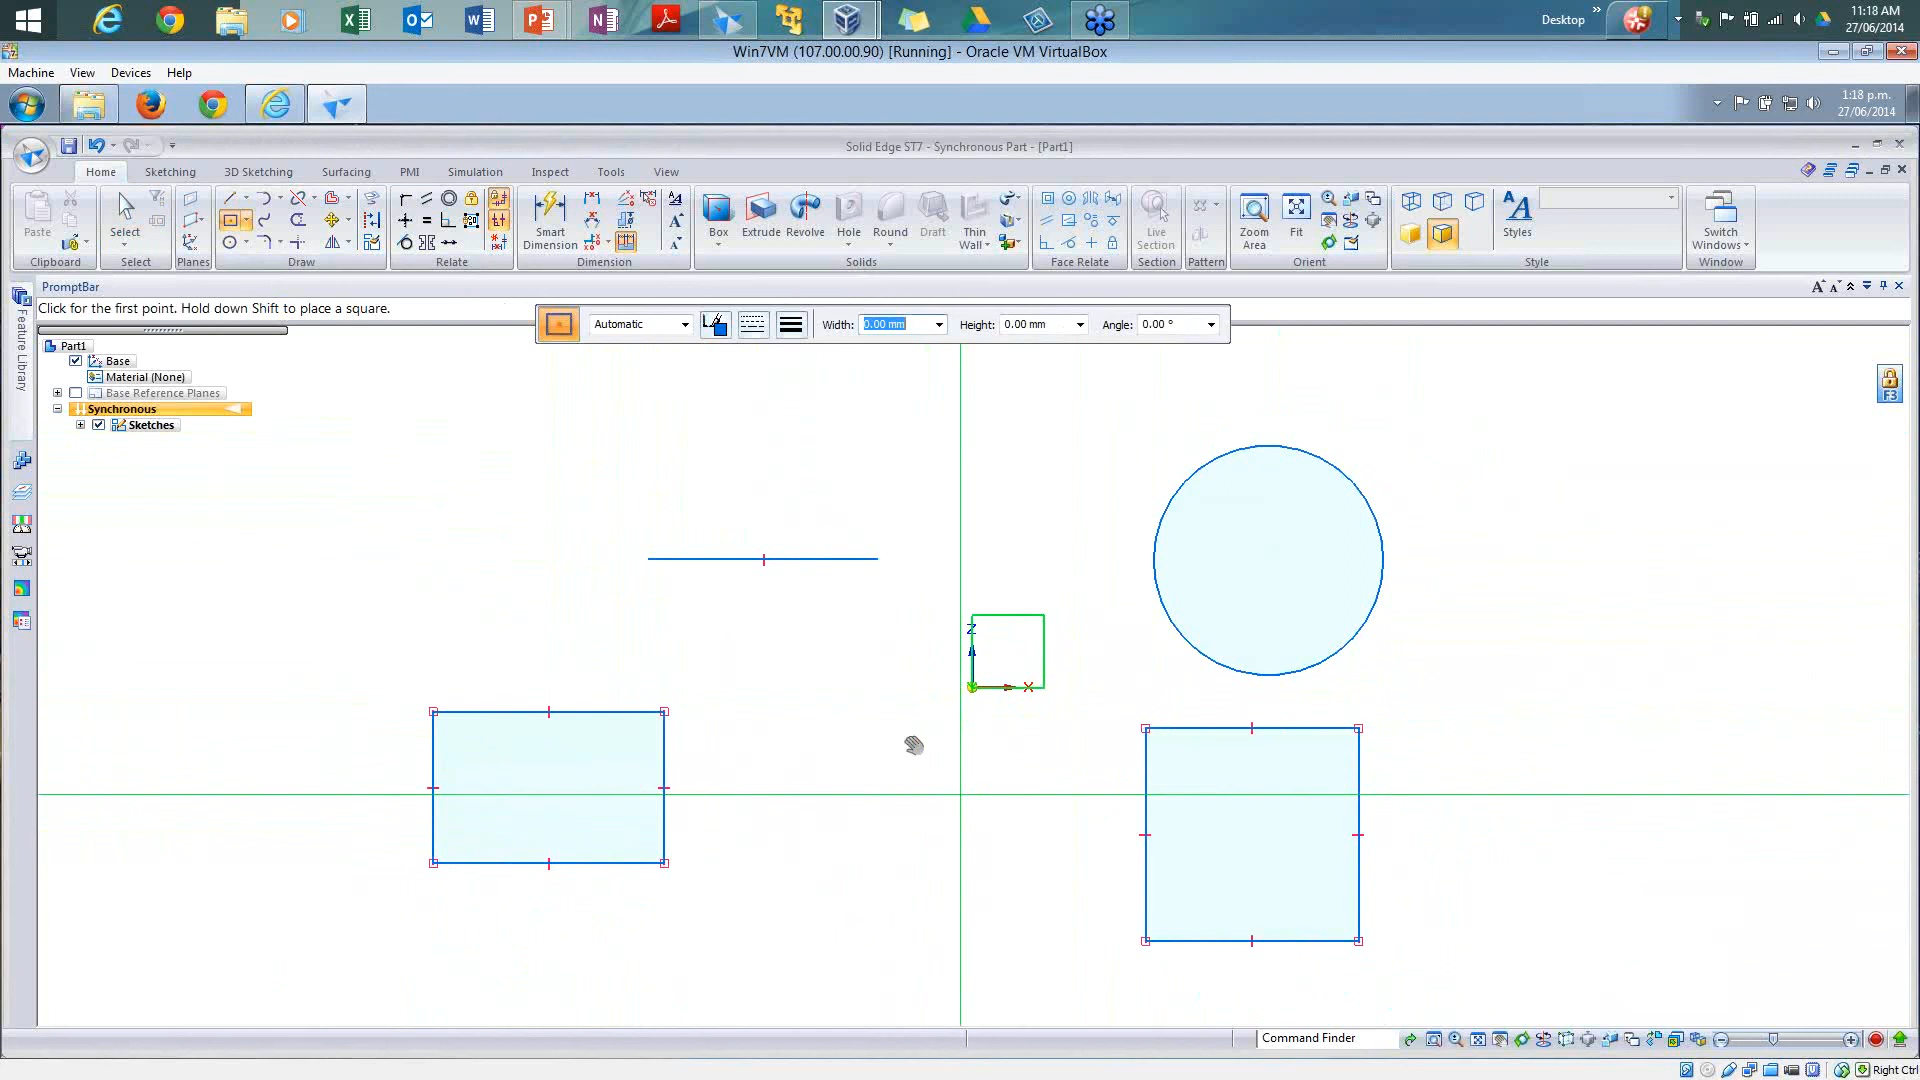 Desktop
»
11:18 AM
27/06/2014
Win7VM (107.00.00.90) [Running] - Oracle VM VirtualBox
Machine View Devices Help
1:18 p.m.
27/06/2014
Solid Edge ST7 - Synchronous Part - [Part1]
Home Sketching 3D Sketching Surfacing PMI Simulation Inspect Tools View
Paste
Select
Smart
Dimension
Box Extrude Revolve Hole Round Draft Thin
Wall
Live
Section
Zoom
Area
Fit
Styles
Switch
Windows
Clipboard Select Planes Draw Relate Dimension Solids Face Relate Section Pattern Orient Style Window
PromptBar
Click for the first point. Hold down Shift to place a square.
Automatic Width: 0.00 mm Height: 0.00 mm Angle: 0.00 °
Feature Library
Part1
Base
Material (None)
Base Reference Planes
Synchronous
Sketches
F3
Z
X
Command Finder
Right Ctrl